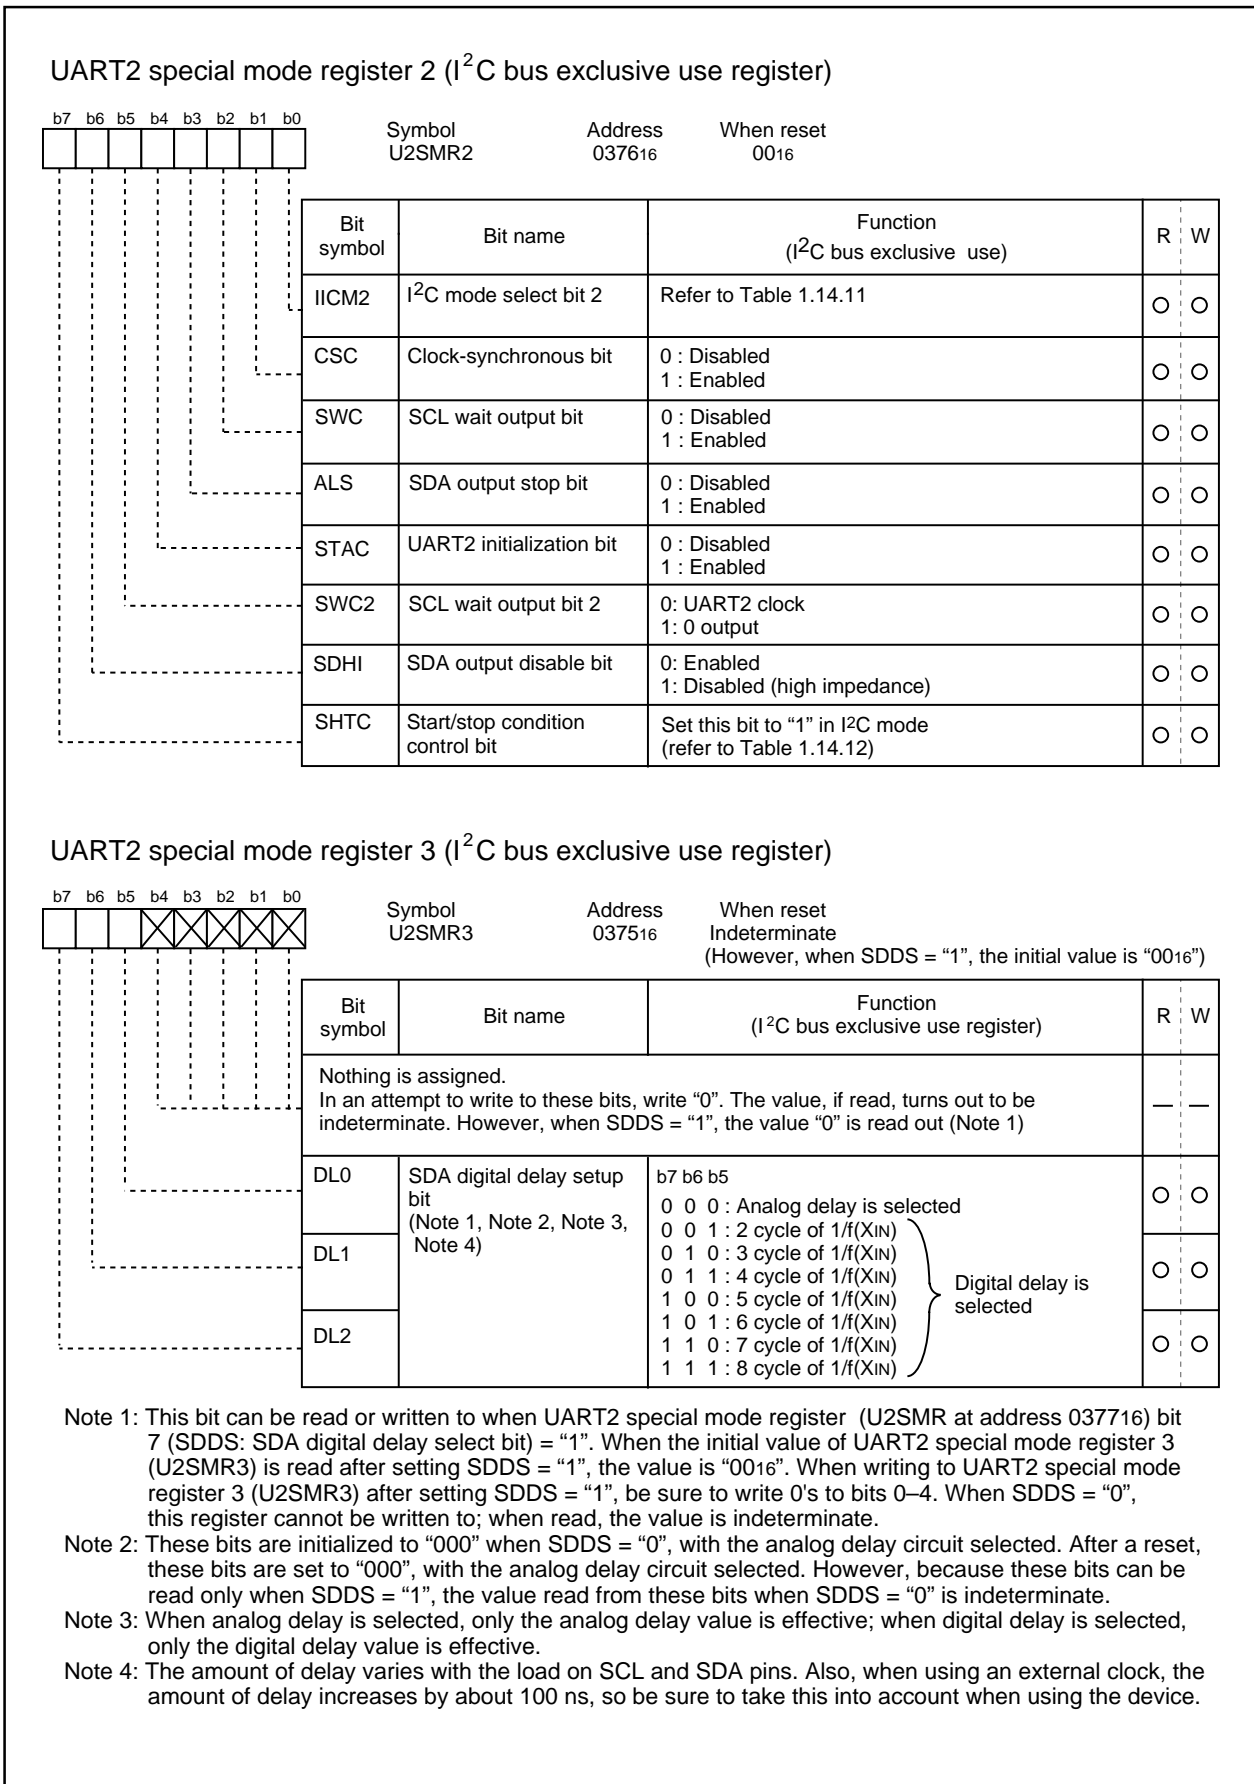 UART2 special mode register 2 (I2C bus exclusive use register)
b7 b6 b5 b4 b3 b2 b1 b0
Symbol Address When reset
U2SMR2 037616 0016
Bit symbol Bit name Function (I2C bus exclusive use) R W
IICM2 I2C mode select bit 2 Refer to Table 1.14.11
CSC Clock-synchronous bit 0 : Disabled
1 : Enabled
SWC SCL wait output bit 0 : Disabled
1 : Enabled
ALS SDA output stop bit 0 : Disabled
1 : Enabled
STAC UART2 initialization bit 0 : Disabled
1 : Enabled
SWC2 SCL wait output bit 2 0: UART2 clock
1: 0 output
SDHI SDA output disable bit 0: Enabled
1: Disabled (high impedance)
SHTC Start/stop condition Set this bit to “1” in I2C mode
control bit (refer to Table 1.14.12)
UART2 special mode register 3 (I2C bus exclusive use register)
b7 b6 b5 b4 b3 b2 b1 b0
Symbol Address When reset
U2SMR3 037516 Indeterminate
(However, when SDDS = “1”, the initial value is “0016”)
Bit symbol Bit name Function (I2C bus exclusive use register) R W
Nothing is assigned.
In an attempt to write to these bits, write “0”. The value, if read, turns out to be
indeterminate. However, when SDDS = “1”, the value “0” is read out (Note 1)
— —
DL0 SDA digital delay setup
bit
(Note 1, Note 2, Note 3,
Note 4)
DL1
DL2
b7 b6 b5
0 0 0 : Analog delay is selected
0 0 1 : 2 cycle of 1/f(XIN)
0 1 0 : 3 cycle of 1/f(XIN)
0 1 1 : 4 cycle of 1/f(XIN)
1 0 0 : 5 cycle of 1/f(XIN)
1 0 1 : 6 cycle of 1/f(XIN)
1 1 0 : 7 cycle of 1/f(XIN)
1 1 1 : 8 cycle of 1/f(XIN)
Digital delay is
selected
Note 1: This bit can be read or written to when UART2 special mode register (U2SMR at address 037716) bit
7 (SDDS: SDA digital delay select bit) = “1”. When the initial value of UART2 special mode register 3
(U2SMR3) is read after setting SDDS = “1”, the value is “0016”. When writing to UART2 special mode
register 3 (U2SMR3) after setting SDDS = “1”, be sure to write 0's to bits 0–4. When SDDS = “0”,
this register cannot be written to; when read, the value is indeterminate.
Note 2: These bits are initialized to “000” when SDDS = “0”, with the analog delay circuit selected. After a reset,
these bits are set to “000”, with the analog delay circuit selected. However, because these bits can be
read only when SDDS = “1”, the value read from these bits when SDDS = “0” is indeterminate.
Note 3: When analog delay is selected, only the analog delay value is effective; when digital delay is selected,
only the digital delay value is effective.
Note 4: The amount of delay varies with the load on SCL and SDA pins. Also, when using an external clock, the
amount of delay increases by about 100 ns, so be sure to take this into account when using the device.